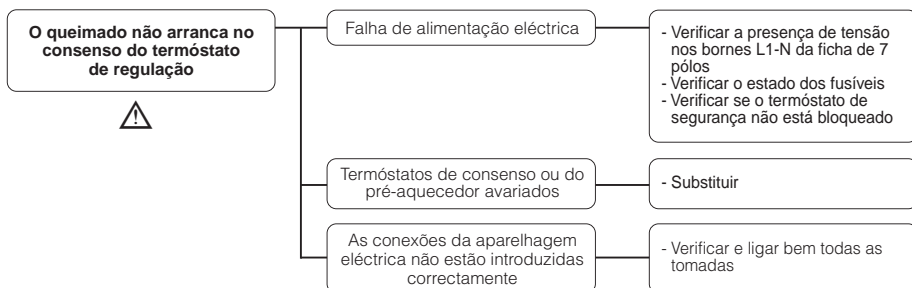 O queimado não arranca no
consenso do termóstato
de regulação
Falha de alimentação eléctrica
- Verificar a presença de tensão
nos bornes L1-N da ficha de 7
pólos
- Verificar o estado dos fusíveis
- Verificar se o termóstato de
segurança não está bloqueado
Termóstatos de consenso ou do
pré-aquecedor avariados
- Substituir
As conexões da aparelhagem
eléctrica não estão introduzidas
correctamente
- Verificar e ligar bem todas as
tomadas